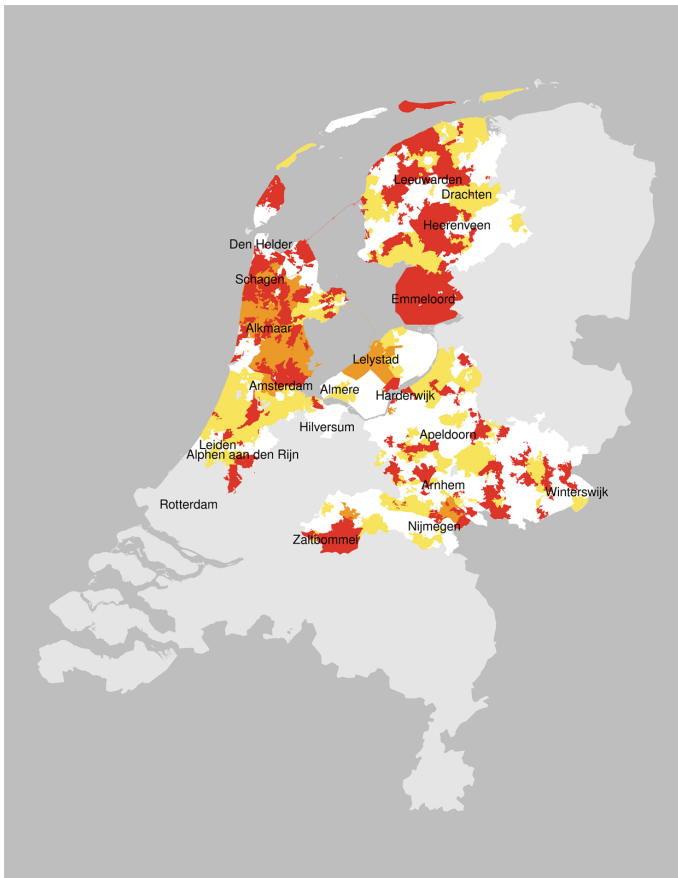 Leeuwarden
Drachten
Heerenveen
Den Helder
Schagen
Emmeloord
Alkmaar
Lelystad
Amsterdam
Almere
Harderwijk
Hilversum
Apeldoorn
Leiden
Alphen aan den Rijn
Arnhem
Winterswijk
Rotterdam
Nijmegen
Zaltbommel